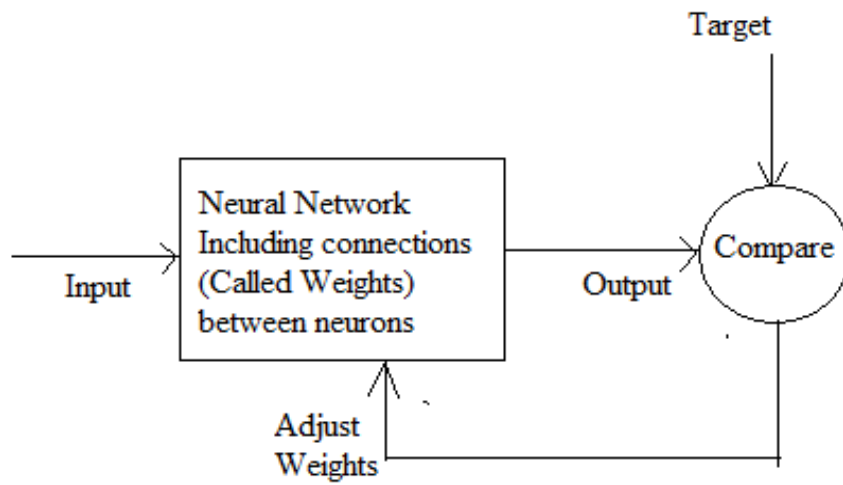 Target
Neural Network
Including connections
(Called Weights)
between neurons
Compare
Input
Output
Adjust
Weights